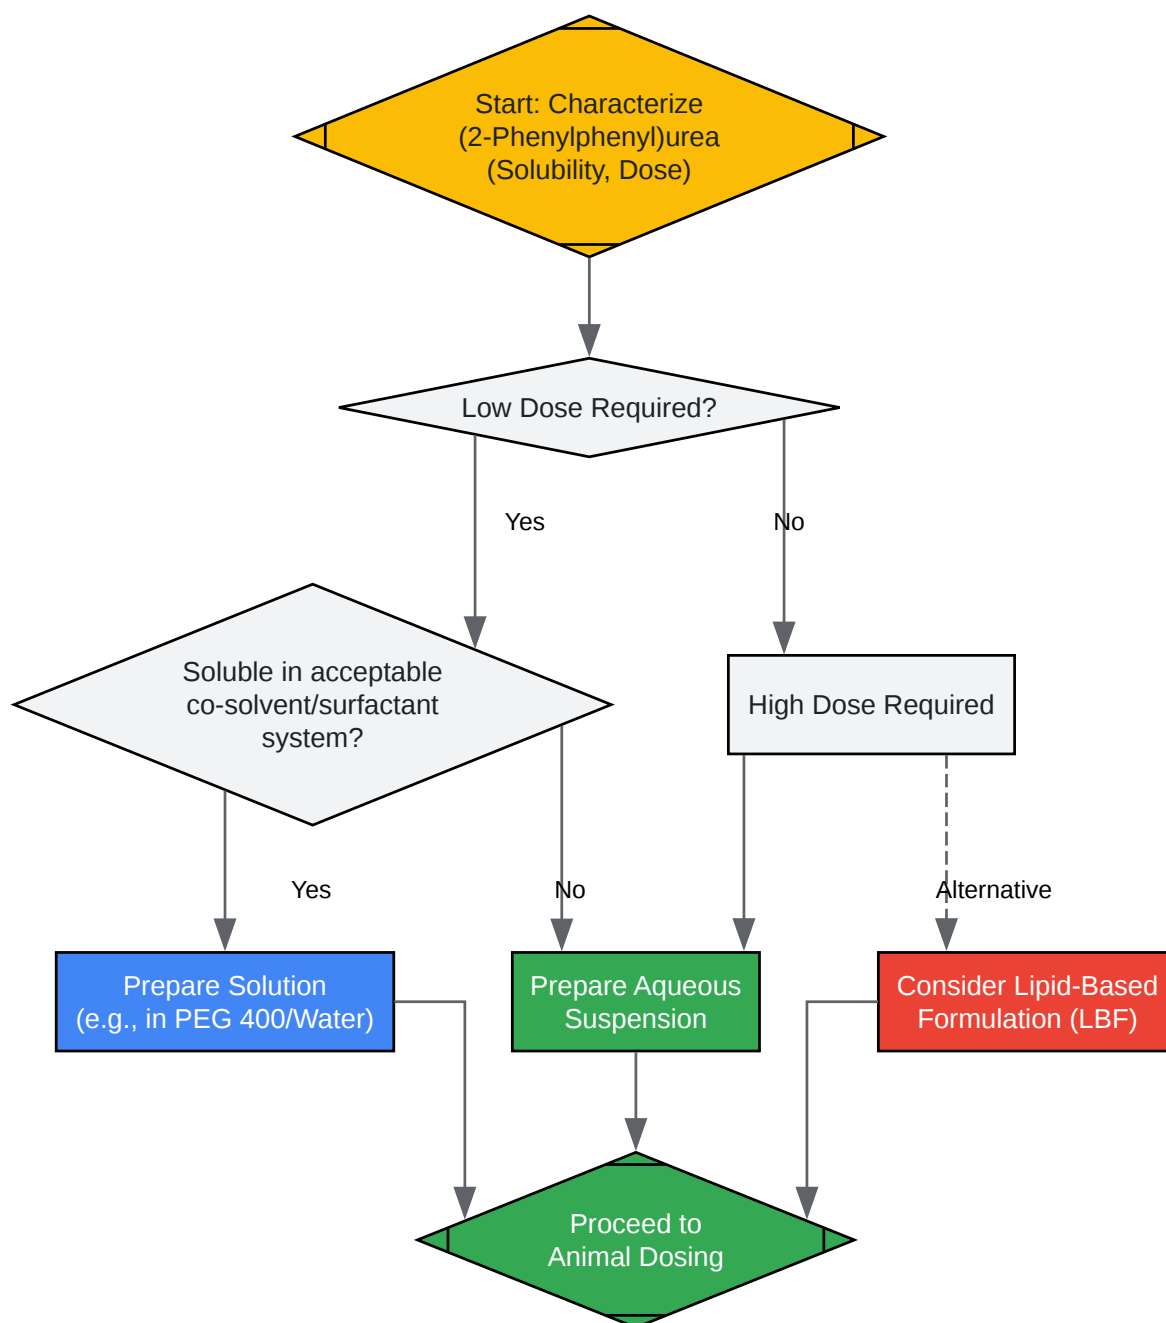 Start: Characterize
(2-Phenylphenyl)urea
(Solubility, Dose)
Low Dose Required?
Yes
No
Soluble in acceptable
co-solvent/surfactant
system?
High Dose Required
Yes
No
Alternative
Prepare Solution
(e.g., in PEG 400/Water)
Prepare Aqueous
Suspension
Consider Lipid-Based
Formulation (LBF)
Proceed to
Animal Dosing